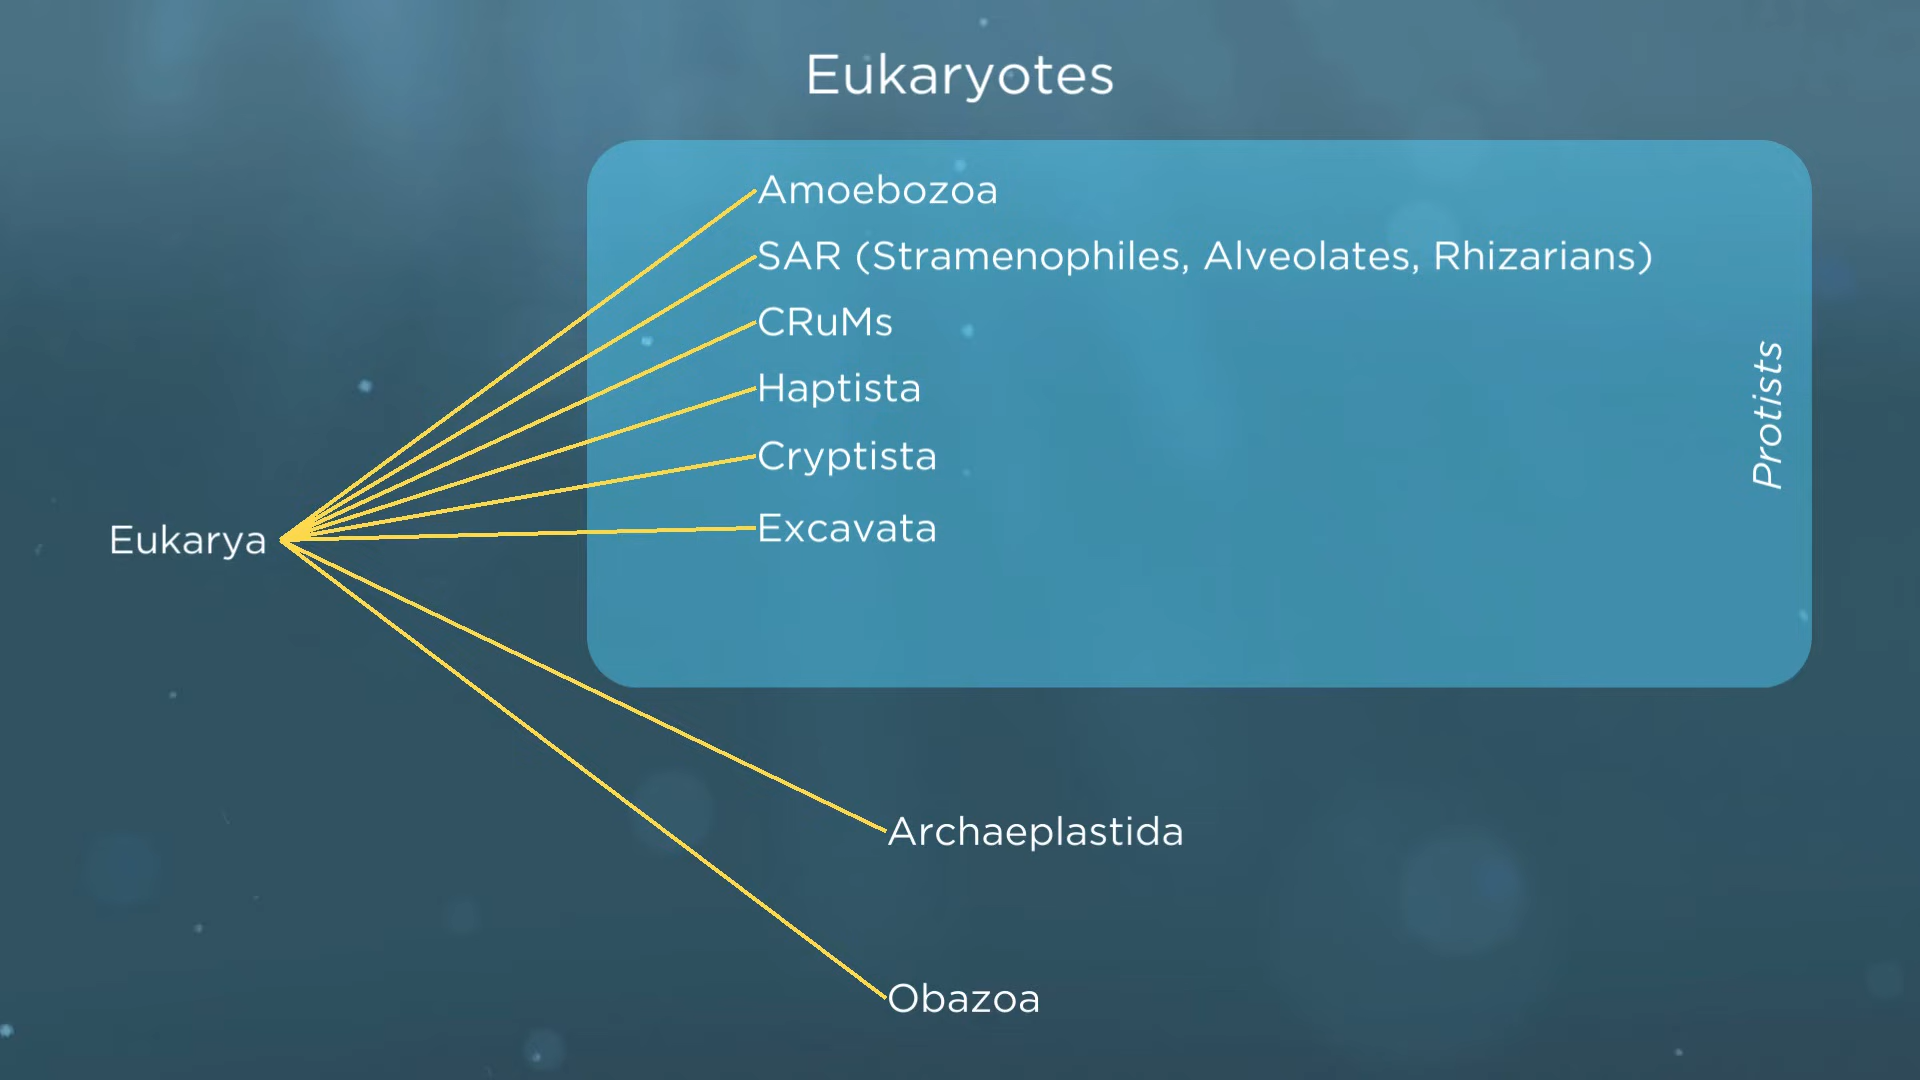 Eukaryotes
Amoebozoa
SAR (Stramenophiles, Alveolates, Rhizarians)
CRuMs
Haptista
Cryptista
Excavata
Protists
Eukarya
Archaeplastida
Obazoa